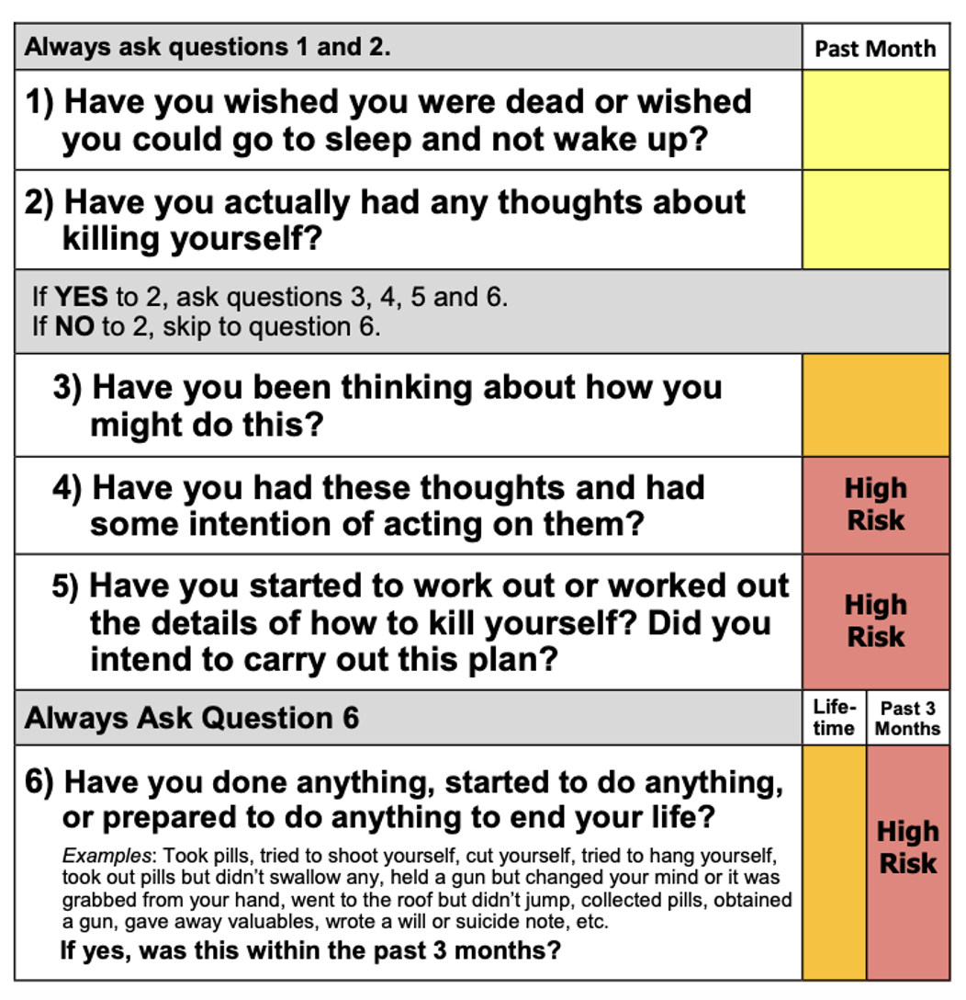 Always ask questions 1 and 2.
Past Month
1) Have you wished you were dead or wished
you could go to sleep and not wake up?
2) Have you actually had any thoughts about
killing yourself?
If YES to 2, ask questions 3, 4, 5 and 6.
If NO to 2, skip to question 6.
3) Have you been thinking about how you
might do this?
4) Have you had these thoughts and had
some intention of acting on them?
High
Risk
5) Have you started to work out or worked out
the details of how to kill yourself? Did you
intend to carry out this plan?
High
Risk
Always Ask Question 6
Life-
time
Past 3
Months
6) Have you done anything, started to do anything,
or prepared to do anything to end your life?
Examples: Took pills, tried to shoot yourself, cut yourself, tried to hang yourself,
took out pills but didn’t swallow any, held a gun but changed your mind or it was
grabbed from your hand, went to the roof but didn’t jump, collected pills, obtained
a gun, gave away valuables, wrote a will or suicide note, etc.
If yes, was this within the past 3 months?
High
Risk